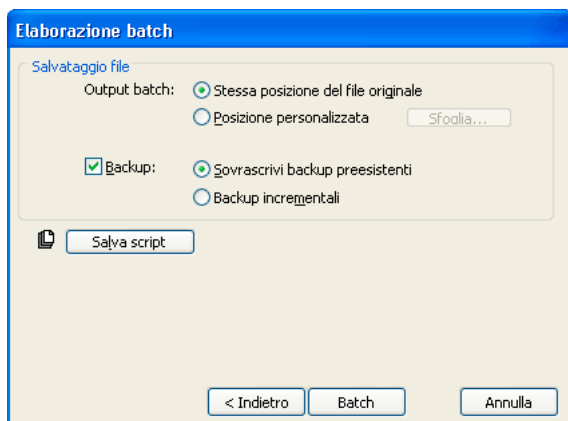 Elaborazione batch
Salvataggio file
Output batch: Stessa posizione del file originale
Posizione personalizzata Sfoglia...
Backup: Sovrascrivi backup preesistenti
Backup incrementali
Salva script
< Indietro Batch Annulla